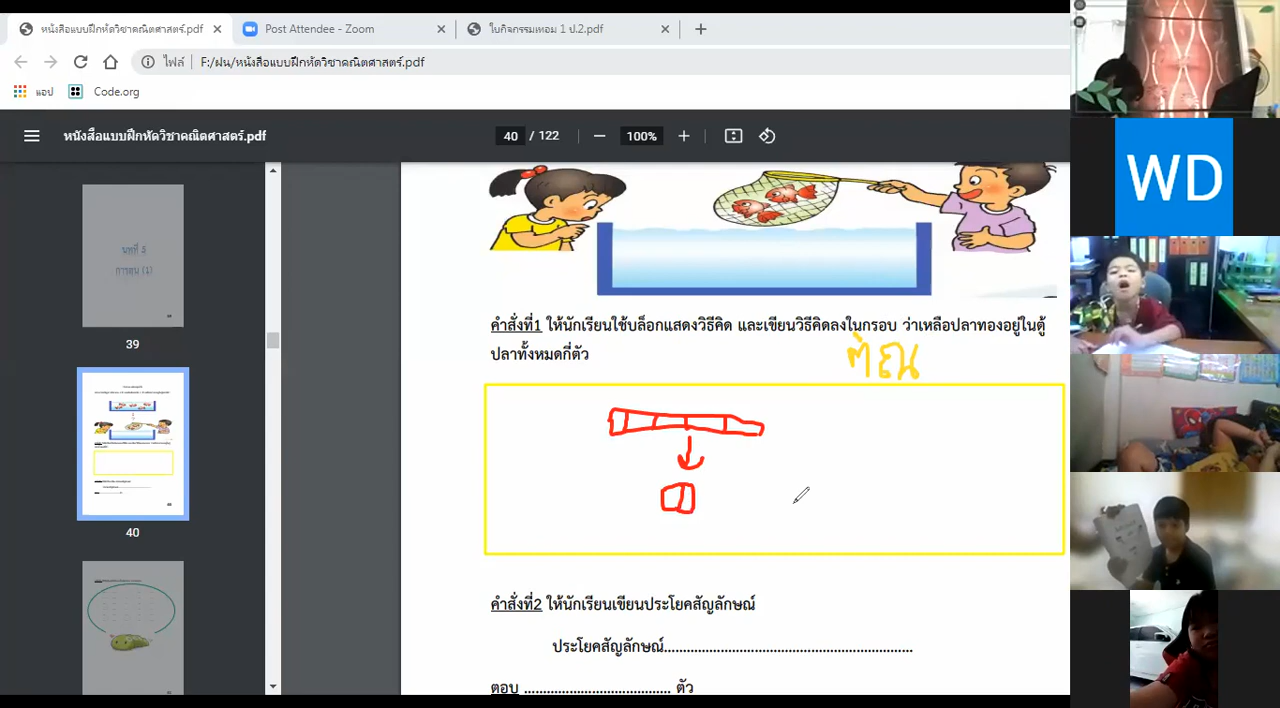 หนังสือแบบฝึกหัดวิชาคณิตศาสตร์.pdf
Post Attendee - Zoom
ใบกิจกรรมเทอม 1 ป.2.pdf
ไฟล์
F:/ฝน/หนังสือแบบฝึกหัดวิชาคณิตศาสตร์.pdf
แอป
Code.org
หนังสือแบบฝึกหัดวิชาคณิตศาสตร์.pdf
40 / 122
100%
39
40
WD
คำสั่งที่1 ให้นักเรียนใช้บล็อกแสดงวิธีคิด และเขียนวิธีคิดลงในกรอบ ว่าเหลือปลาทองอยู่ในตู้
ปลาทั้งหมดกี่ตัว
คำสั่งที่2 ให้นักเรียนเขียนประโยคสัญลักษณ์
ประโยคสัญลักษณ์..............................................................
ตอบ ..................................... ตัว